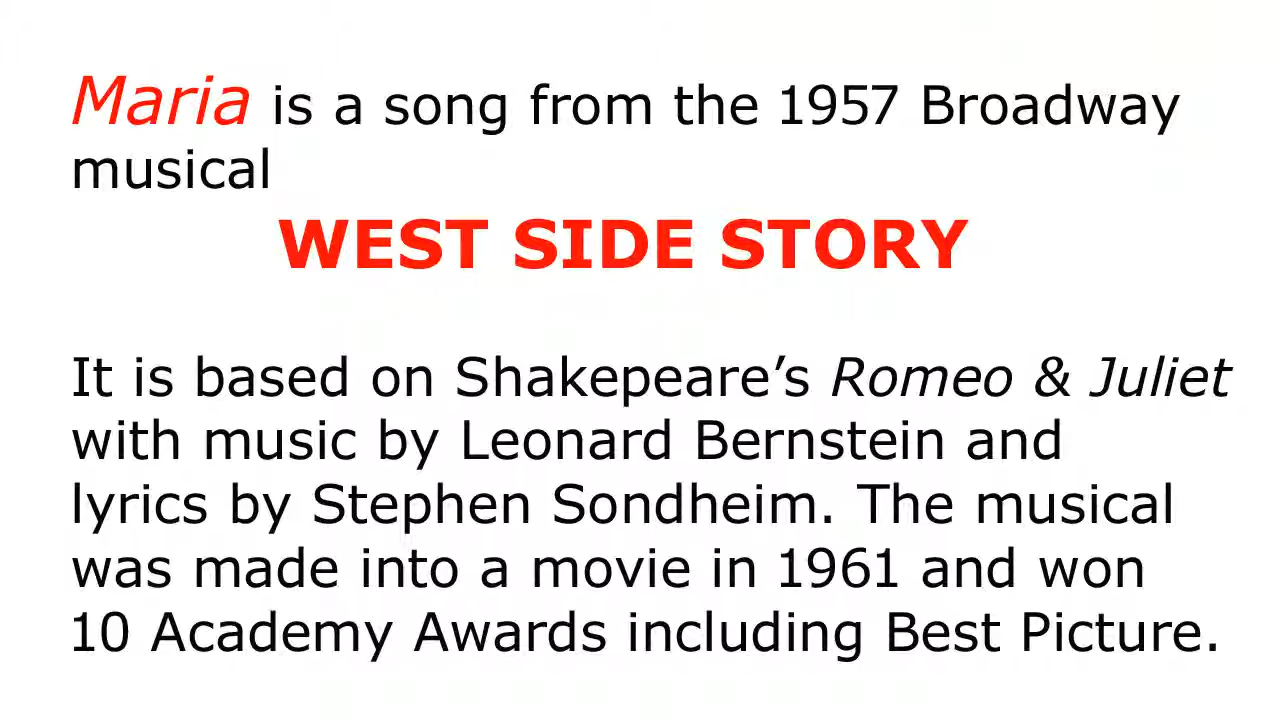 Maria is a song from the 1957 Broadway
musical
WEST SIDE STORY
It is based on Shakepeare’s Romeo & Juliet
with music by Leonard Bernstein and
lyrics by Stephen Sondheim. The musical
was made into a movie in 1961 and won
10 Academy Awards including Best Picture.